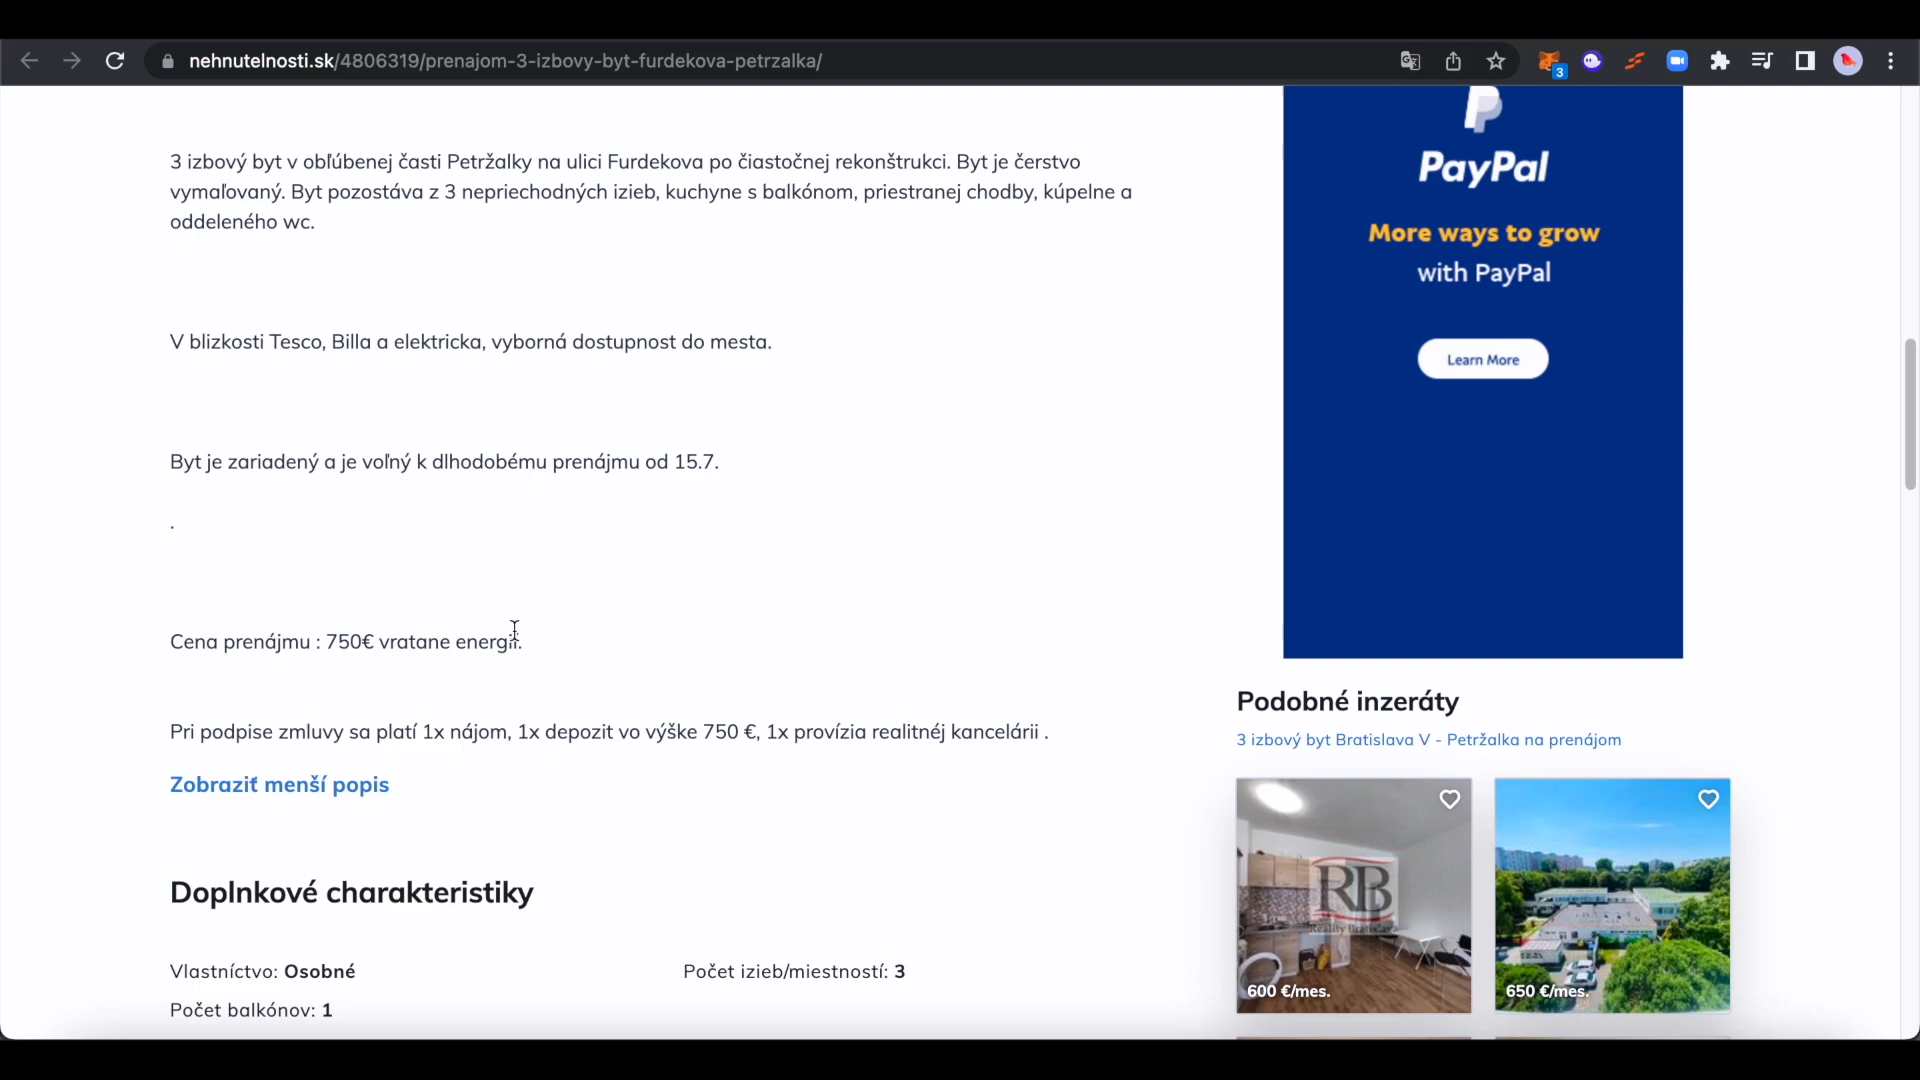 nehnutelnosti.sk/4806319/prenajom-3-izbovy-byt-furdekova-petrzalka/
3
3 izbový byt v obľúbenej časti Petržalky na ulici Furdekova po čiastočnej rekonštrukci. Byt je čerstvo
vymaľovaný. Byt pozostáva z 3 nepriechodných izieb, kuchyne s balkónom, priestranej chodby, kúpelne a
oddeleného wc.
V blizkosti Tesco, Billa a elektricka, vyborná dostupnost do mesta.
Byt je zariadený a je voľný k dlhodobému prenájmu od 15.7.
.
Cena prenájmu : 750€ vratane energii.
Pri podpise zmluvy sa platí 1x nájom, 1x depozit vo výške 750 €, 1x provízia realitnéj kancelárii .
Zobraziť menší popis
Doplnkové charakteristiky
Vlastníctvo: Osobné
Počet izieb/miestností: 3
Počet balkónov: 1
PayPal
More ways to grow
with PayPal
Learn More
Podobné inzeráty
3 izbový byt Bratislava V - Petržalka na prenájom
RB
Reality Bratislava
600 €/mes.
650 €/mes.